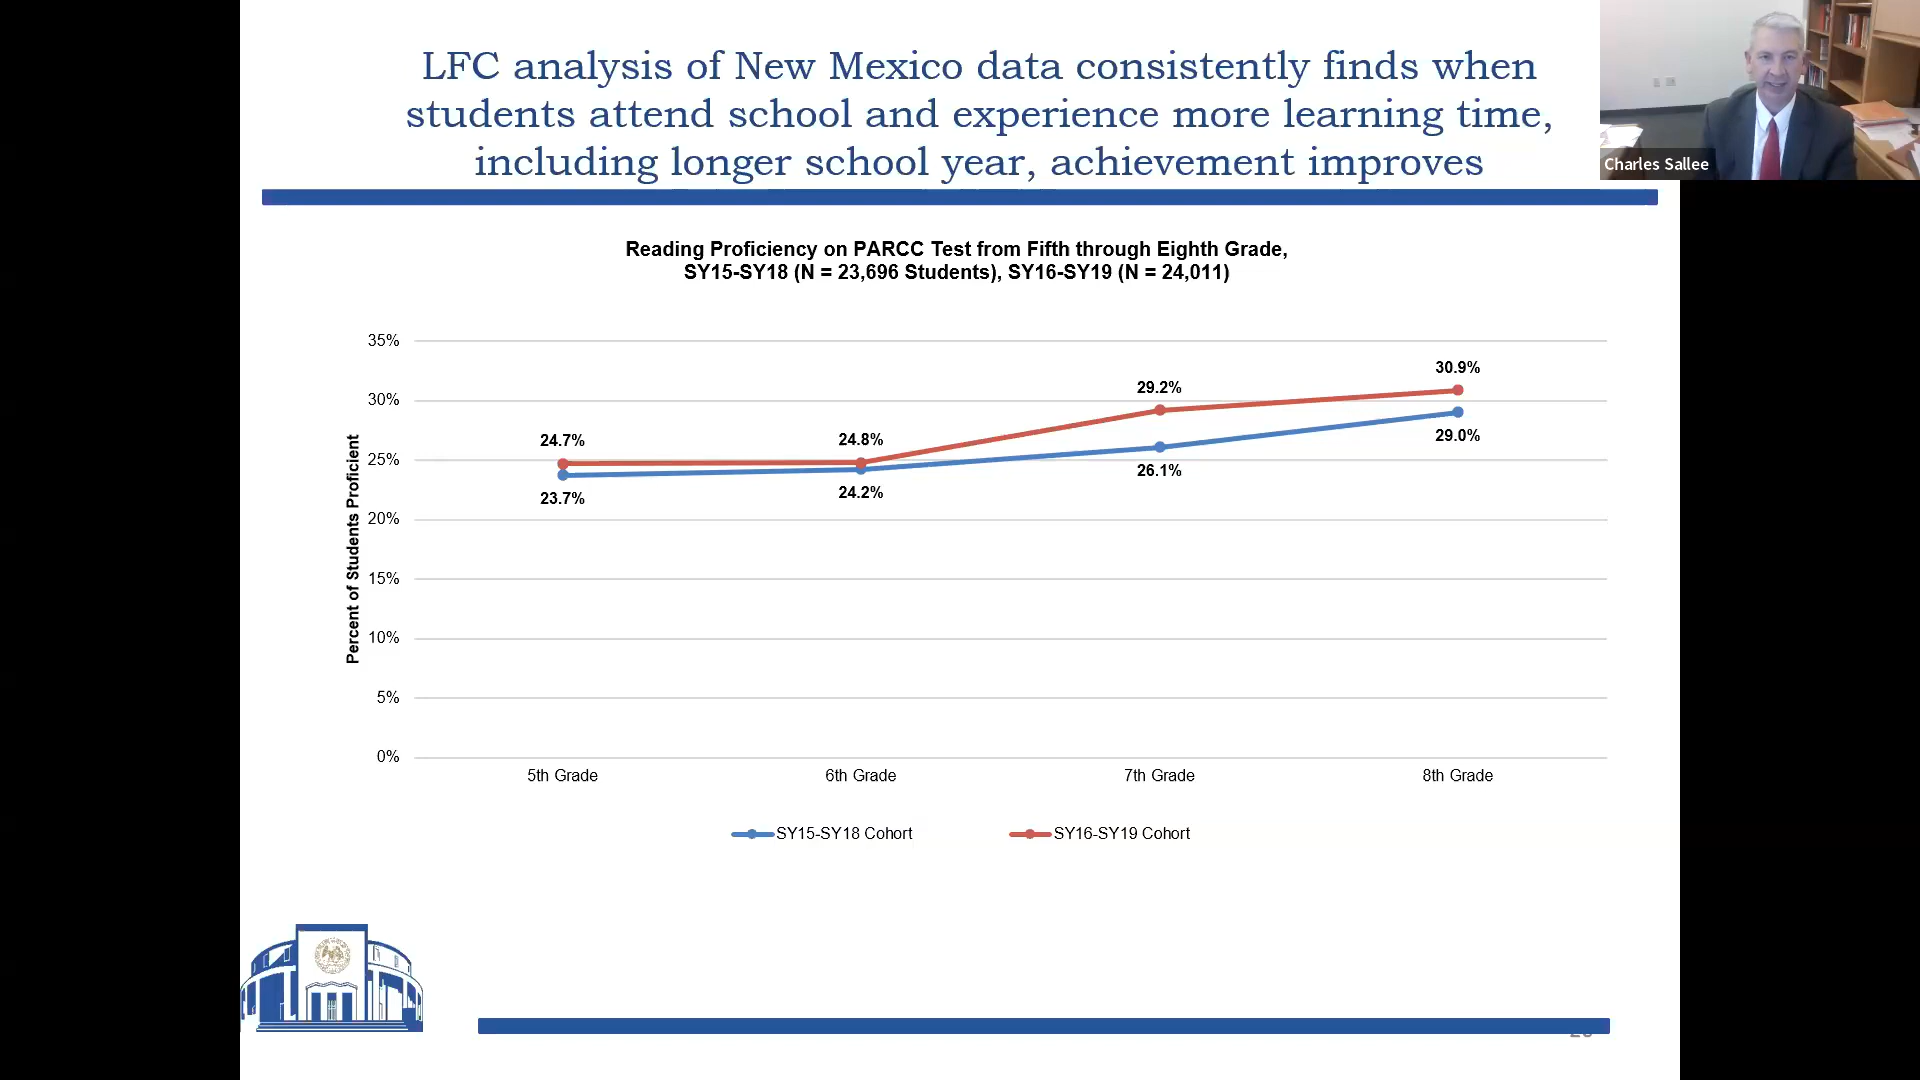 LFC analysis of New Mexico data consistently finds when
students attend school and experience more learning time,
including longer school year, achievement improves
Charles Sallee
Reading Proficiency on PARCC Test from Fifth through Eighth Grade,
SY15-SY18 (N = 23,696 Students), SY16-SY19 (N = 24,011)
Percent of Students Proficient
35%
30%
25%
20%
15%
10%
5%
0%
24.7%
24.8%
29.2%
30.9%
23.7%
24.2%
26.1%
29.0%
5th Grade
6th Grade
7th Grade
8th Grade
SY15-SY18 Cohort
SY16-SY19 Cohort